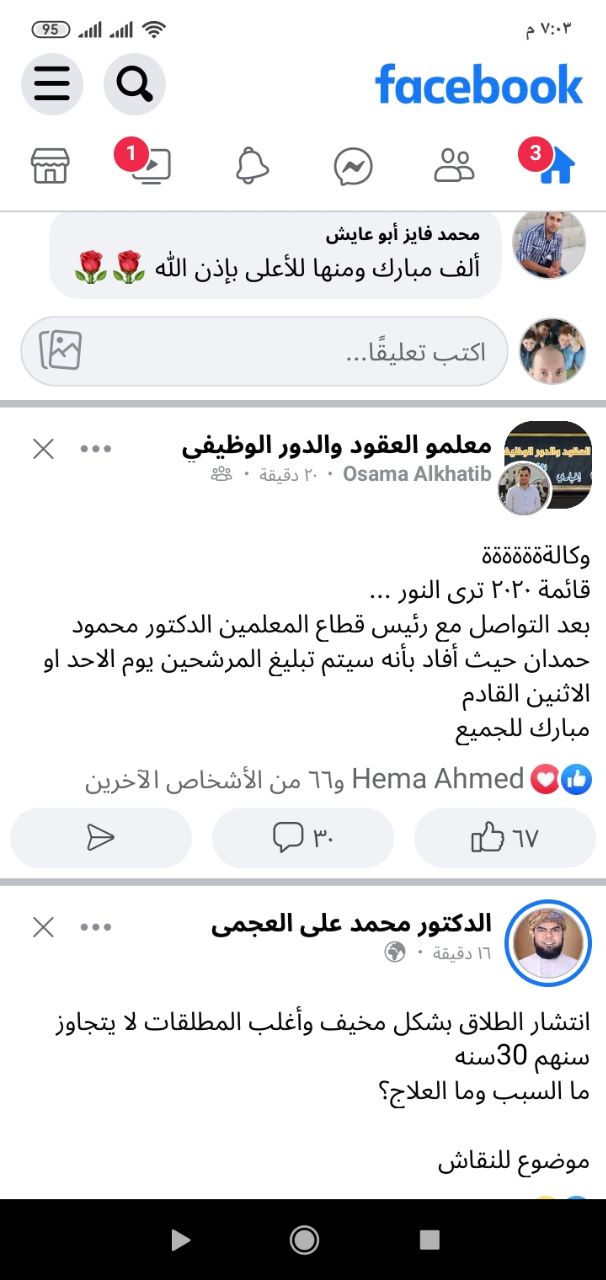 ٧:٠٣ م
95
facebook
3
1
محمد فايز أبو عايش
ألف مبارك ومنها للأعلى بإذن الله
اكتب تعليقًا...
معلمو العقود والدور الوظيفي
Osama Alkhatib · ٢٠ دقيقة ·
وكالةةةةةةة
قائمة ٢٠٢٠ ترى النور ...
بعد التواصل مع رئيس قطاع المعلمين الدكتور محمود
حمدان حيث أفاد بأنه سيتم تبليغ المرشحين يوم الاحد او
الاثنين القادم
مبارك للجميع
Hema Ahmed و٦٦ من الأشخاص الآخرين
٦٧
٣٠
الدكتور محمد على العجمى
١٦ دقيقة ·
انتشار الطلاق بشكل مخيف وأغلب المطلقات لا يتجاوز
سنهم 30سنه
ما السبب وما العلاج؟
موضوع للنقاش